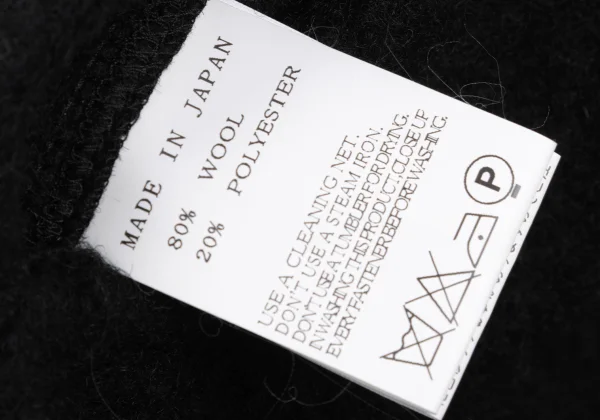 MADE IN JAPAN
80% WOOL
20% POLYESTER
USE A CLEANING NET.
DON'T USE A STEAM IRON.
DON'T USE A TUMBLER FOR DRYING.
IN WASHING THIS PRODUCT, CLOSE UP
EVERY FASTENER BEFORE WASHING.
P